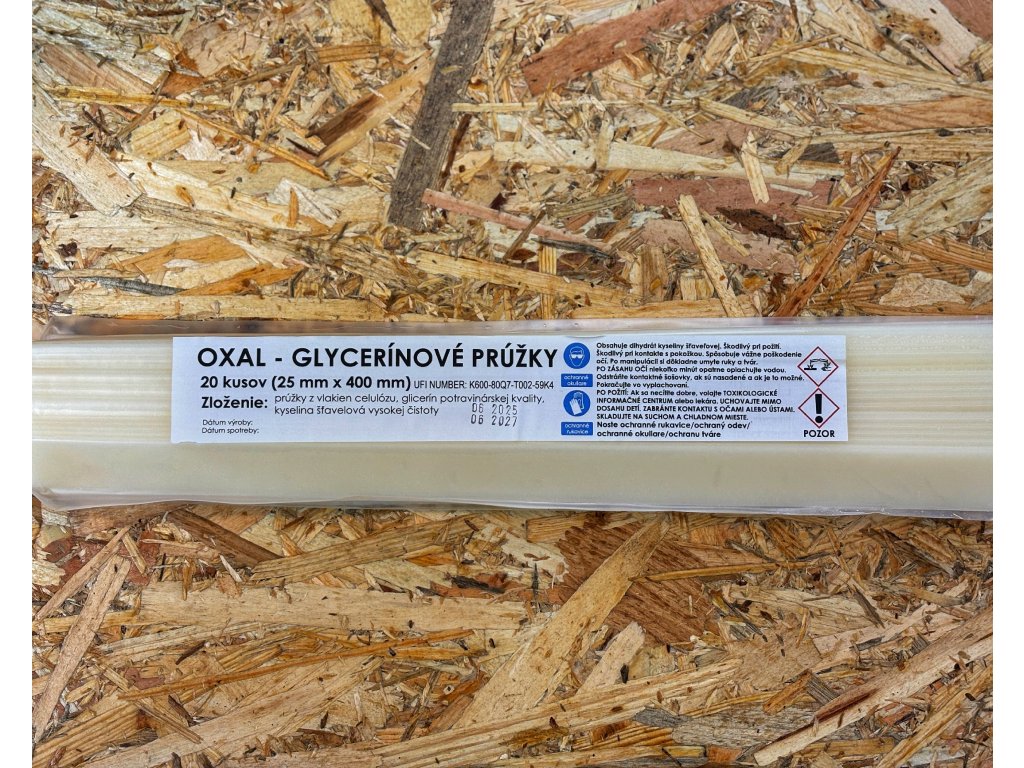 OXAL - GLYCERÍNOVÉ PRÚŽKY
20 kusov (25 mm x 400 mm) UFI NUMBER: K600-80Q7-T002-59K4
Zloženie: prúžky z vlakien celulózu, glicerín potravinárskej kvality,
kyselina šfavelová vysokej čistoty
06 2025
06 2027
Dátum výroby:
Dátum spotreby:
ochranné
okuliare
ochranné
rukavice
Obsahuje dihydrát kyseliny šfaveľovej. Škodlivý pri požití.
Škodlivý pri kontakte s pokožkou. Spôsobuje vážne poškodenie
očí. Po manipulácii si dôkladne umyte ruky a tvár.
PO ZÁSAHU OČÍ niekoľko minút opatrne oplachujte vodou.
Odstráňte kontaktné šošovky, ak sú nasadené a ak je to možné.
Pokračujte vo vyplachovaní.
PO POŽITÍ: Ak sa necítite dobre, volajte TOXIKOLOGICKÉ
INFORMAČNÉ CENTRUM alebo lekára. UCHOVAJTE MIMO
DOSAHU DETÍ. ZABRÁNTE KONTAKTU S OČAMI ALEBO ÚSTAMI.
SKLADUJTE NA SUCHOM A CHLADNOM MIESTE.
Noste ochranné rukavice/ochraný odev/
ochranné okuliare/ochranu tváre
POZOR